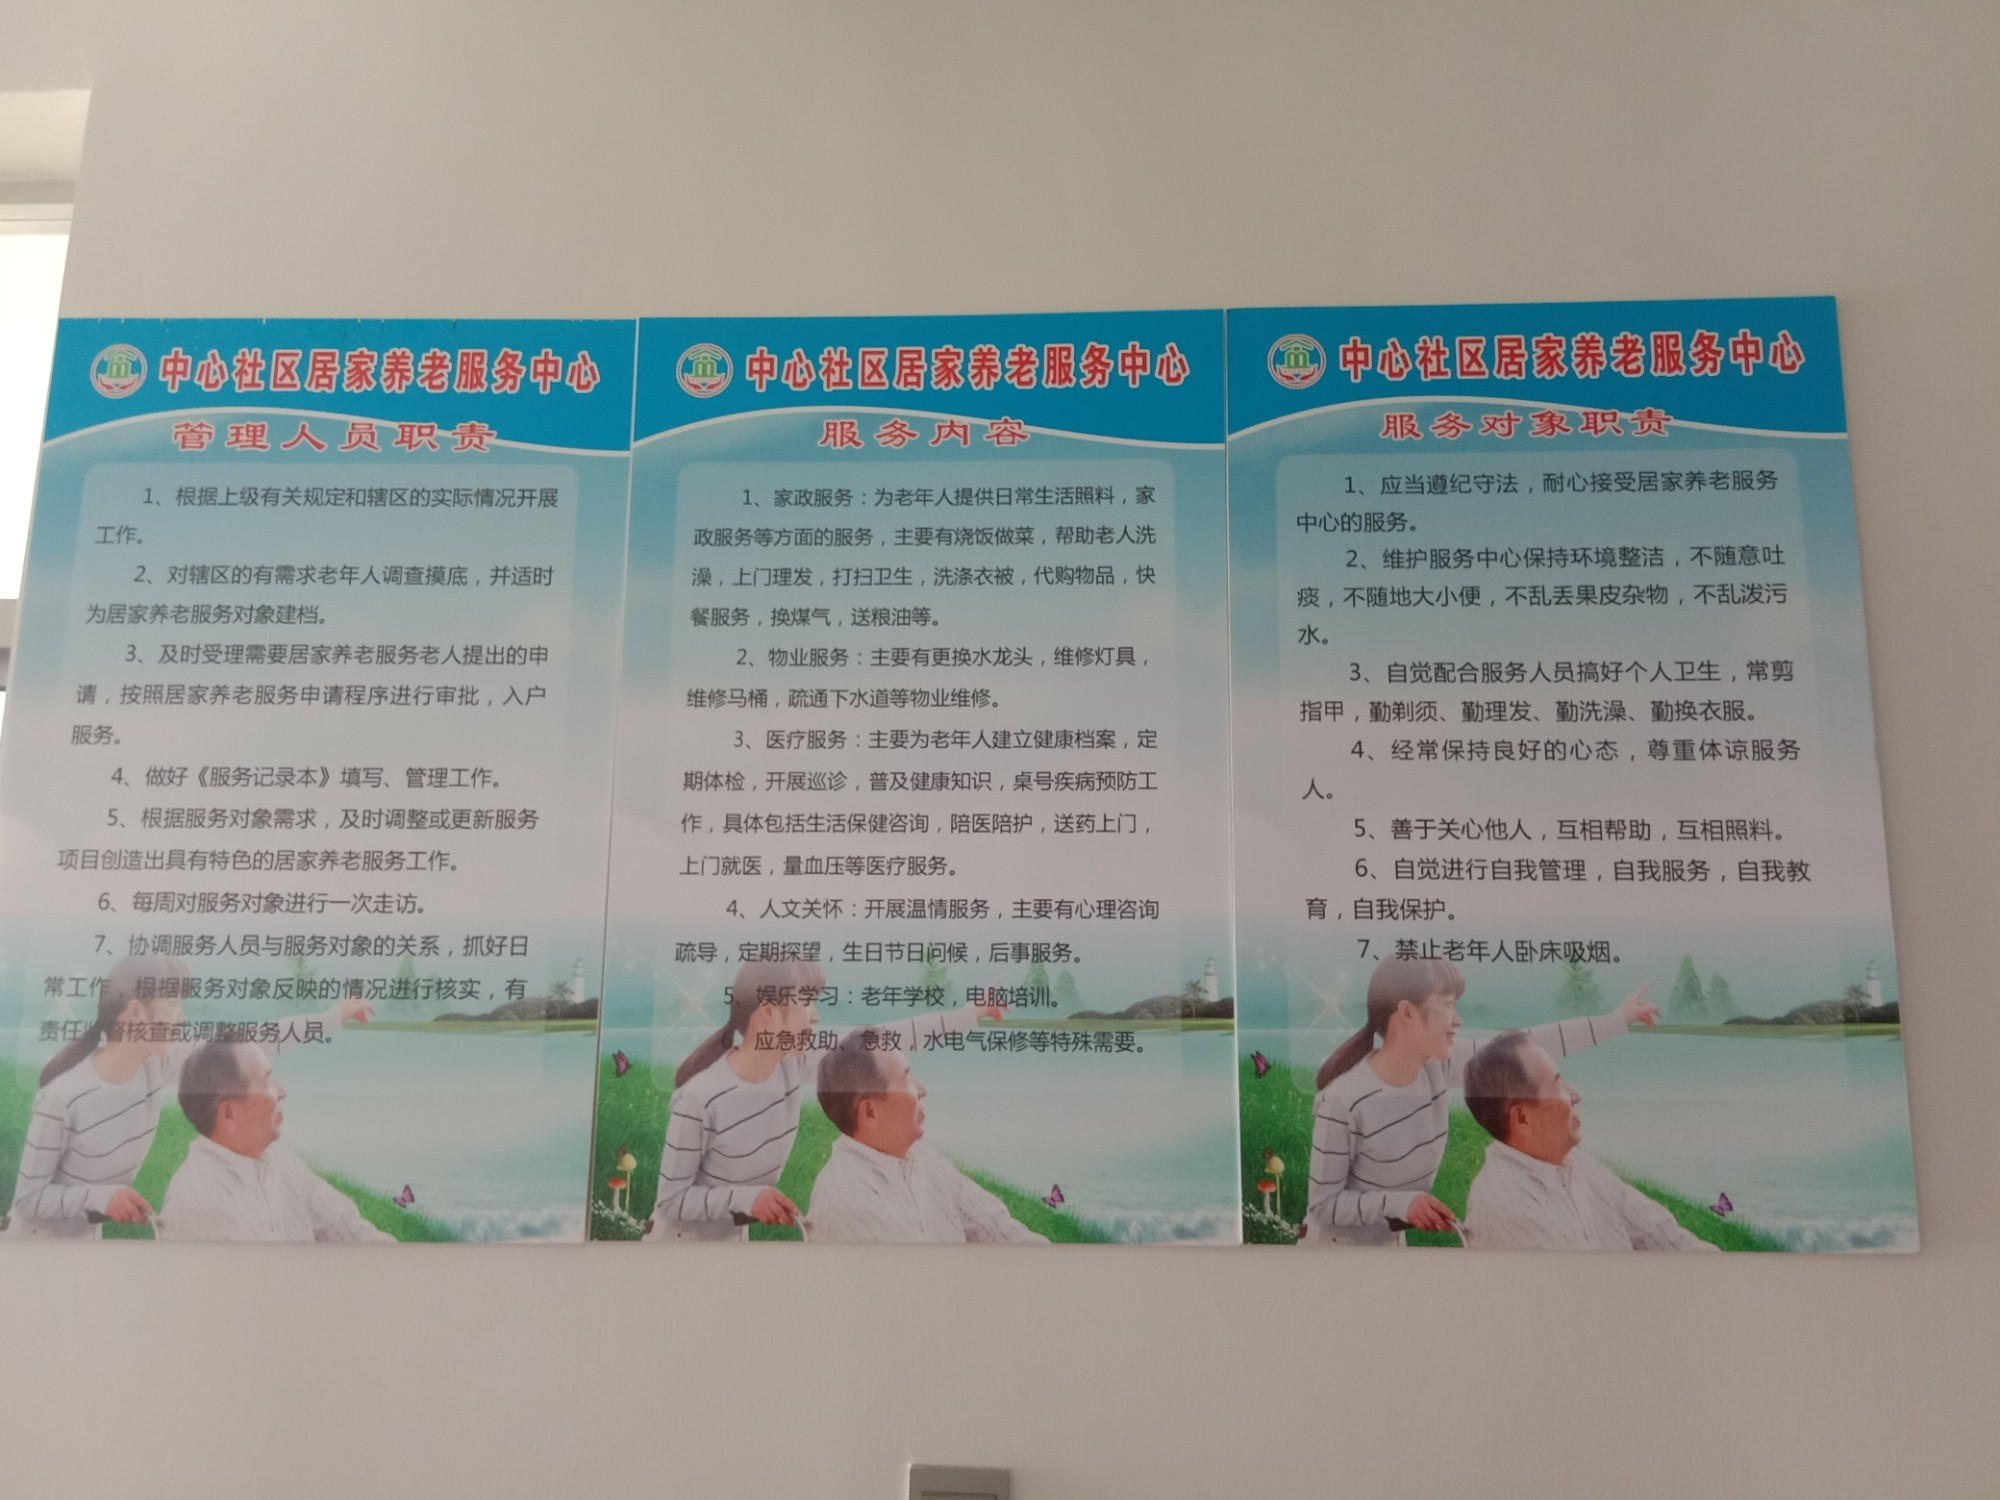 中心社区居家养老服务中心
管理人员职责
1、根据上级有关规定和辖区的实际情况开展
工作。
2、对辖区的有需求老年人调查摸底，并适时
为居家养老服务对象建档。
3、及时受理需要居家养老服务老人提出的申
请，按照居家养老服务申请程序进行审批，入户
服务。
4、做好《服务记录本》填写、管理工作。
5、根据服务对象需求，及时调整或更新服务
项目创造出具有特色的居家养老服务工作。
6、每周对服务对象进行一次走访。
7、协调服务人员与服务对象的关系，抓好日
常工作，根据服务对象反映的情况进行核实，有
责任监督核查或调整服务人员。
中心社区居家养老服务中心
服务内容
1、家政服务：为老年人提供日常生活照料，家
政服务等方面的服务，主要有烧饭做菜，帮助老人洗
澡，上门理发，打扫卫生，洗涤衣被，代购物品，快
餐服务，换煤气，送粮油等。
2、物业服务：主要有更换水龙头，维修灯具，
维修马桶，疏通下水道等物业维修。
3、医疗服务：主要为老年人建立健康档案，定
期体检，开展巡诊，普及健康知识，桌号疾病预防工
作，具体包括生活保健咨询，陪医陪护，送药上门，
上门就医，量血压等医疗服务。
4、人文关怀：开展温情服务，主要有心理咨询
疏导，定期探望，生日节日问候，后事服务。
5、娱乐学习：老年学校，电脑培训。
6、应急救助、急救，水电气保修等特殊需要。
中心社区居家养老服务中心
服务对象职责
1、应当遵纪守法，耐心接受居家养老服务
中心的服务。
2、维护服务中心保持环境整洁，不随意吐
痰，不随地大小便，不乱丢果皮杂物，不乱泼污
水。
3、自觉配合服务人员搞好个人卫生，常剪
指甲，勤剃须、勤理发、勤洗澡、勤换衣服。
4、经常保持良好的心态，尊重体谅服务
人。
5、善于关心他人，互相帮助，互相照料。
6、自觉进行自我管理，自我服务，自我教
育，自我保护。
7、禁止老年人卧床吸烟。